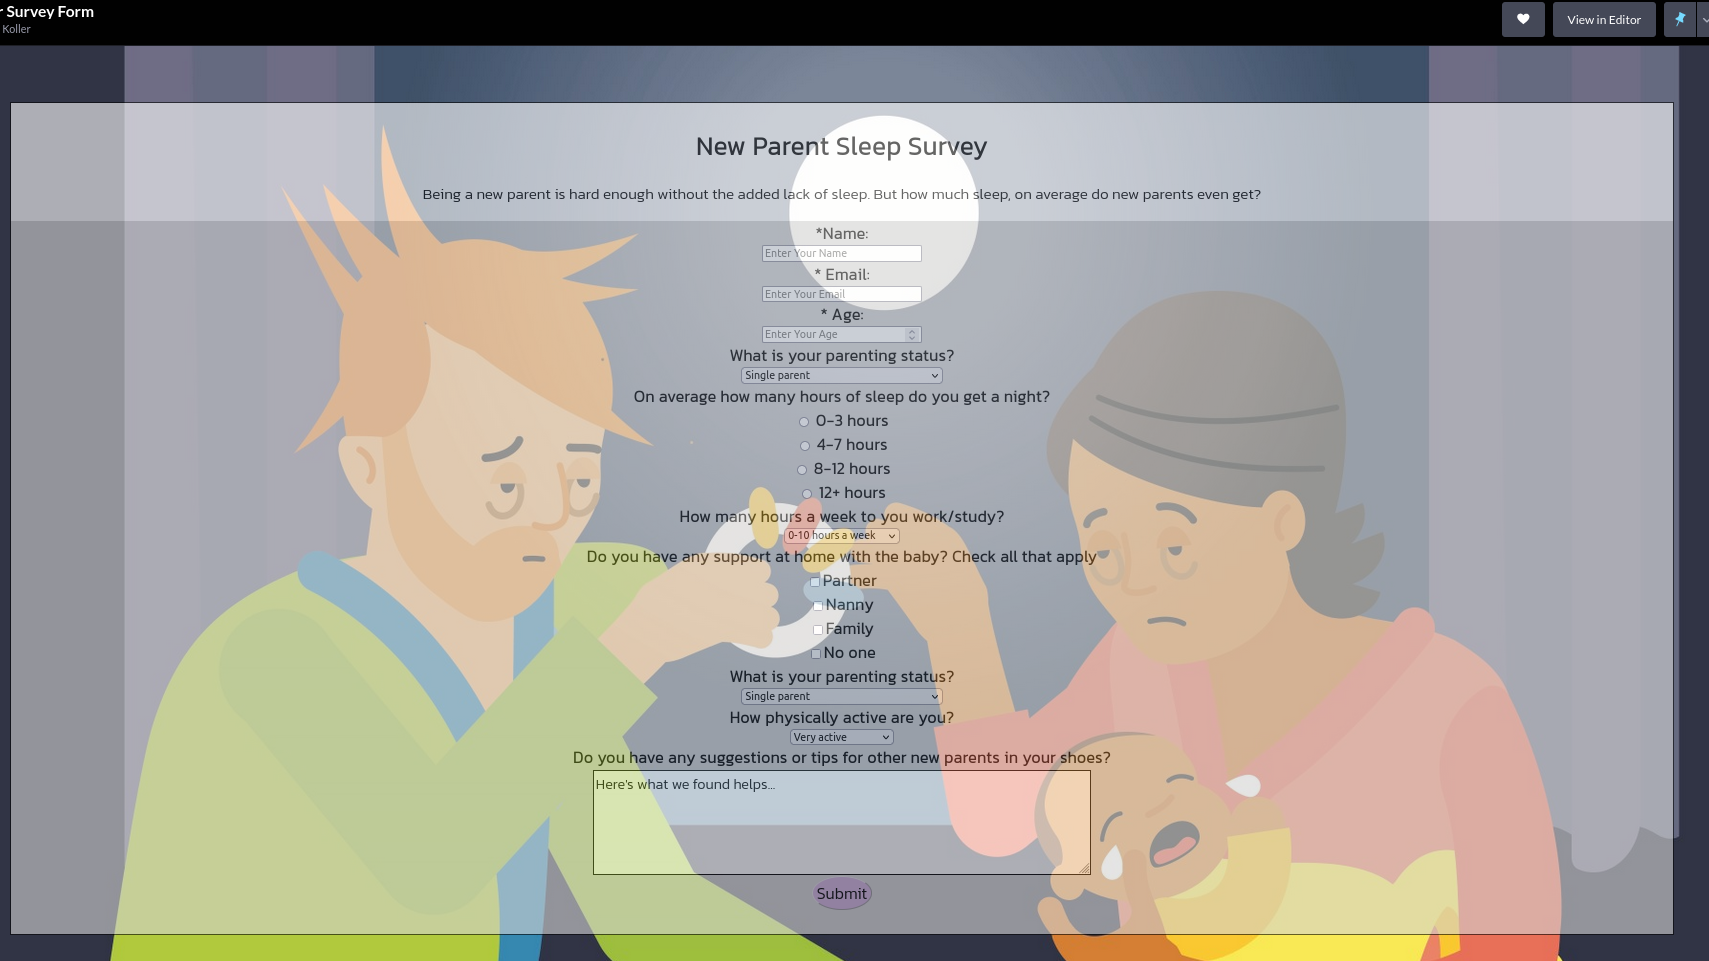 r Survey Form
Koller
View in Editor
New Parent Sleep Survey
Being a new parent is hard enough without the added lack of sleep. But how much sleep, on average do new parents even get?
*Name:
Enter Your Name
* Email:
Enter Your Email
* Age:
Enter Your Age
What is your parenting status?
Single parent
On average how many hours of sleep do you get a night?
0-3 hours
4-7 hours
8-12 hours
12+ hours
How many hours a week to you work/study?
0-10 hours a week
Do you have any support at home with the baby? Check all that apply
Partner
Nanny
Family
No one
What is your parenting status?
Single parent
How physically active are you?
Very active
Do you have any suggestions or tips for other new parents in your shoes?
Here's what we found helps...
Submit